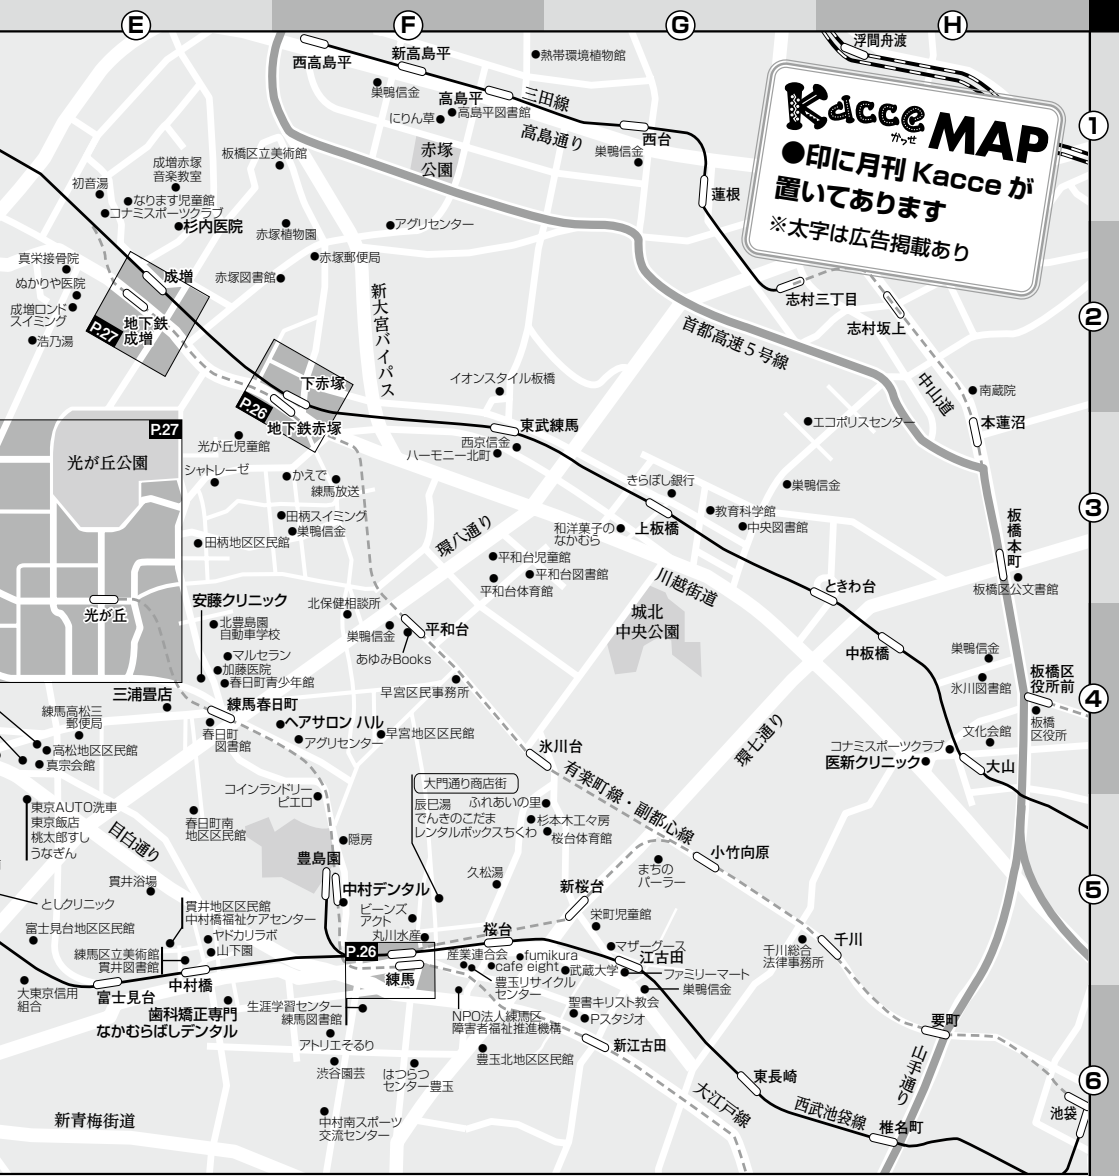 E
F
G
H
①
②
③
④
⑤
⑥
Kacce MAP
かっせ
●印に月刊 Kacce が
置いてあります
※太字は広告掲載あり
浮間舟渡
西高島平
新高島平
●熱帯環境植物館
巣鴨信金
高島平
三田線
にりん草
高島平図書館
高島通り
西台
巣鴨信金
赤塚
公園
蓮根
成増赤塚
音楽教室
板橋区立美術館
初音湯
なります児童館
コナミスポーツクラブ
杉内医院
赤塚植物園
アグリセンター
真栄接骨院
ぬかりや医院
成増ロンド
スイミング
浩乃湯
成増
地下鉄
成増
P.27
赤塚郵便局
赤塚図書館
新大宮バイパス
志村三丁目
志村坂上
首都高速5号線
中山道
南蔵院
本蓮沼
下赤塚
P.26
地下鉄赤塚
イオンスタイル板橋
東武練馬
西京信金
ハーモニー北町
エコポリスセンター
P.27
光が丘公園
光が丘
光が丘児童館
シャトレーゼ
かえで
練馬放送
田柄スイミング
巣鴨信金
田柄地区区民館
環八通り
きらぼし銀行
上板橋
和洋菓子の
なかむら
巣鴨信金
教育科学館
中央図書館
板橋本町
板橋区公文書館
平和台児童館
平和台図書館
平和台体育館
川越街道
ときわ台
城北
中央公園
中板橋
安藤クリニック
北豊島園
自動車学校
マルセラン
加藤医院
春日町青少年館
北保健相談所
巣鴨信金
平和台
あゆみBooks
早宮区民事務所
巣鴨信金
氷川図書館
板橋区
役所前
板橋
区役所
文化会館
コナミスポーツクラブ
医新クリニック
大山
三浦畳店
練馬高松三
郵便局
高松地区区民館
真宗会館
練馬春日町
春日町
図書館
ヘアサロン ハル
アグリセンター
早宮地区区民館
氷川台
環七通り
有楽町線・副都心線
コインランドリー
ピエロ
大門通り商店街
辰巳湯
でんきのこだま
レンタルボックスちくわ
ふれあいの里
杉本木工々房
桜台体育館
東京AUTO洗車
東京飯店
桃太郎すし
うなぎん
目白通り
春日町南
地区区民館
隠房
豊島園
中村デンタル
久松湯
新桜台
まちの
パーラー
小竹向原
貫井浴場
としクリニック
富士見台地区区民館
貫井地区区民館
中村橋福祉ケアセンター
ヤドカリラボ
山下園
練馬区立美術館
貫井図書館
ビーンズ
アクト
丸川水産
P.26
練馬
桜台
栄町児童館
マザーグース
江古田
千川総合
法律事務所
千川
産業連合会
fumikura
cafe eight
武蔵大学
豊玉リサイクル
センター
ファミリーマート
巣鴨信金
大東京信用
組合
富士見台
中村橋
歯科矯正専門
なかむらばしデンタル
生涯学習センター
練馬図書館
NPO法人練馬区
障害者福祉推進機構
聖書キリスト教会
Pスタジオ
新江古田
要町
アトリエそるり
渋谷園芸
はつらつ
センター豊玉
豊玉北地区区民館
山手通り
東長崎
大江戸線
西武池袋線
椎名町
池袋
新青梅街道
中村南スポーツ
交流センター